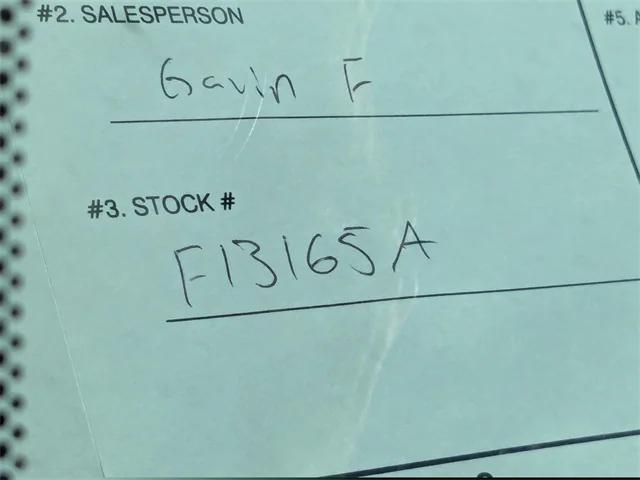 #2. SALESPERSON
#5. A
Gavin F
#3. STOCK #
F13165A